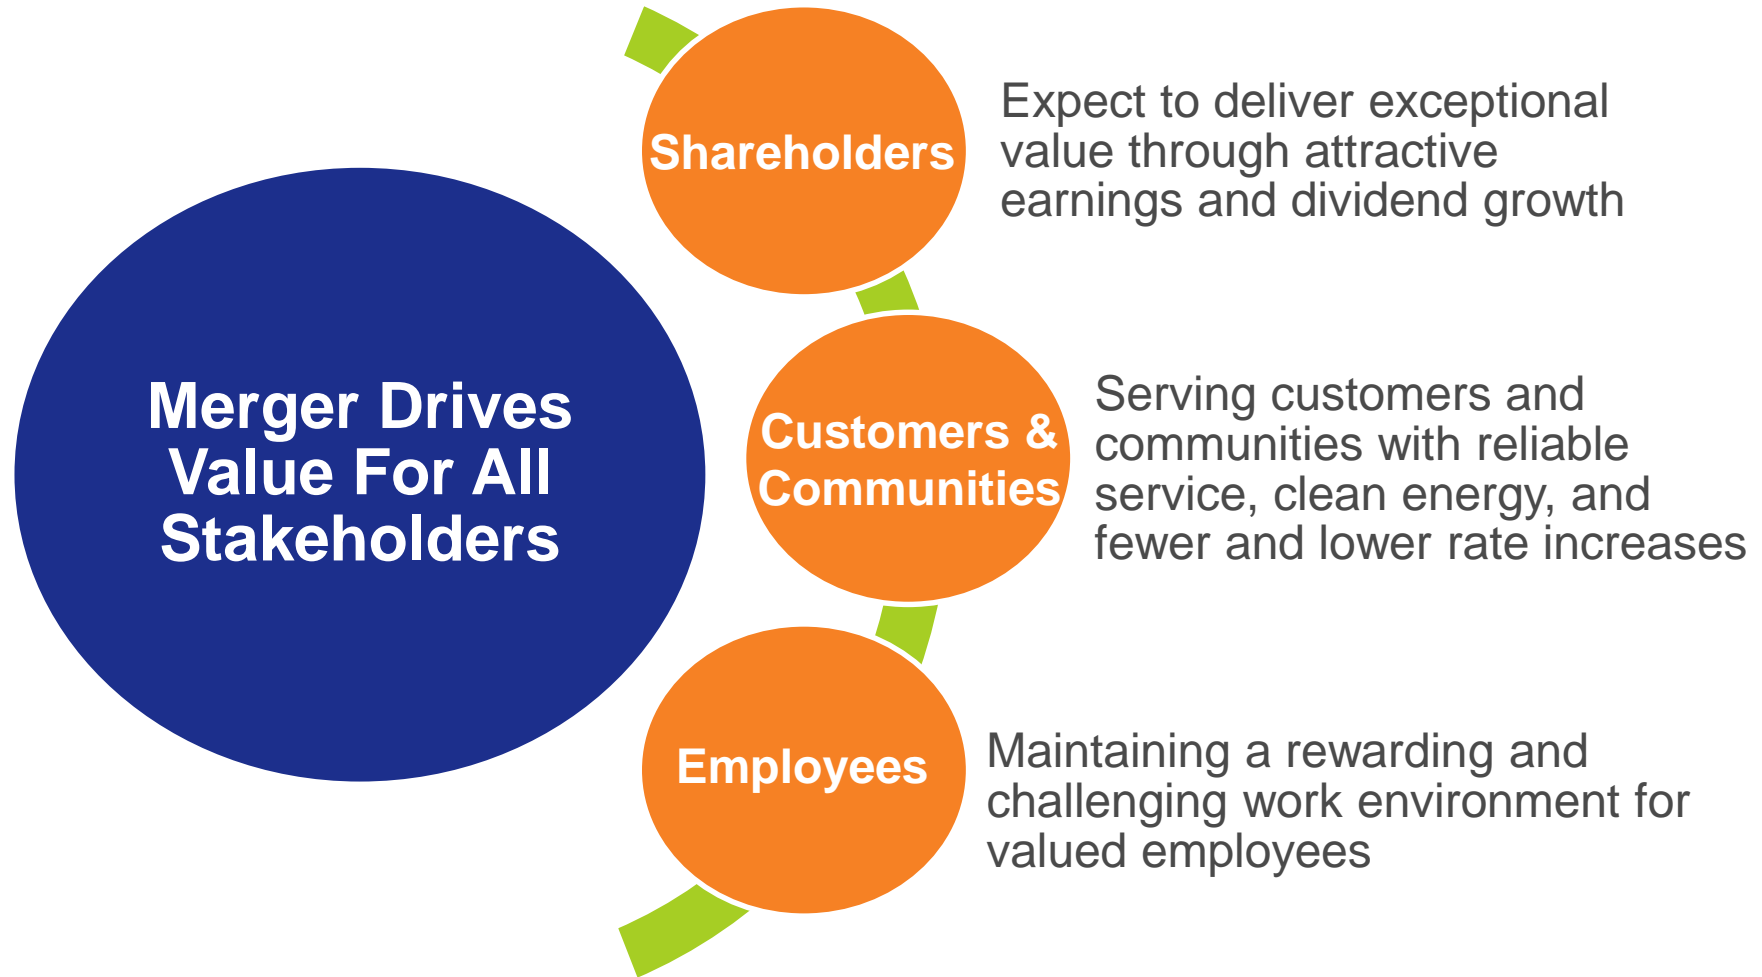 Merger Drives
Value For All
Stakeholders
Shareholders
Expect to deliver exceptional
value through attractive
earnings and dividend growth
Customers &
Communities
Serving customers and
communities with reliable
service, clean energy, and
fewer and lower rate increases
Employees
Maintaining a rewarding and
challenging work environment for
valued employees